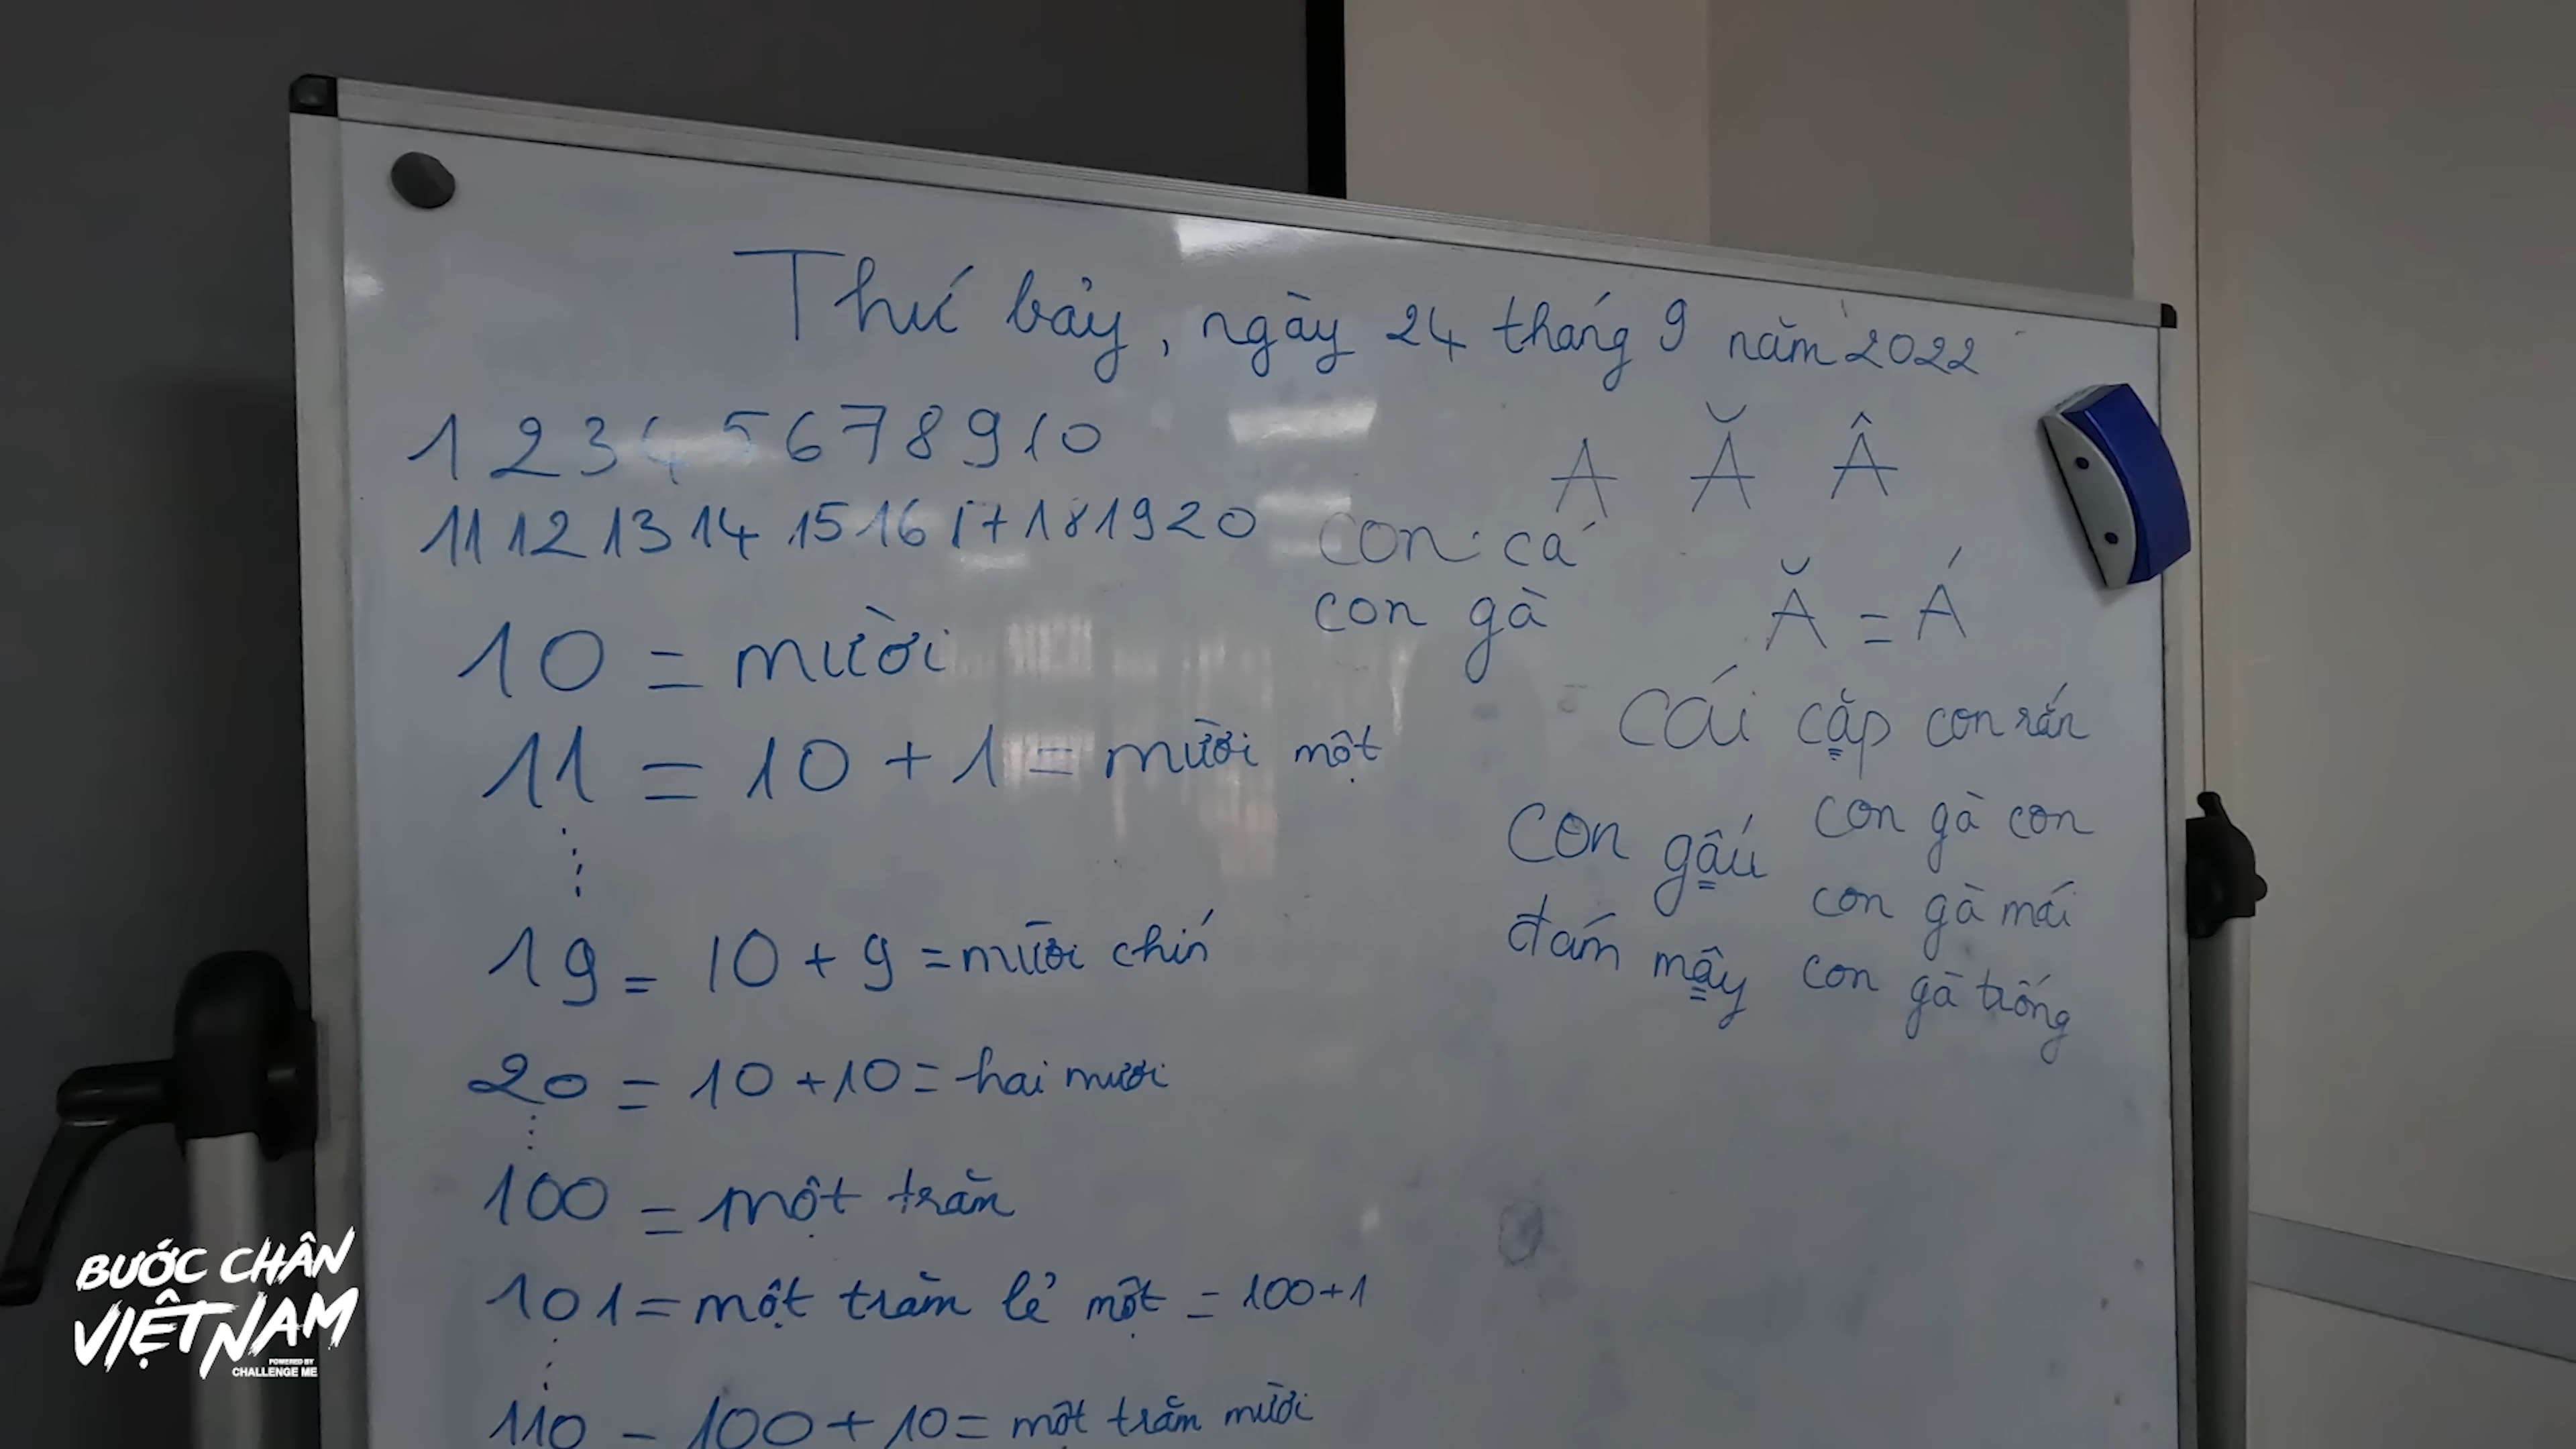 Thứ bảy, ngày 24 tháng 9 năm 2022
1 2 3 4 5 6 7 8 9 10
11 12 13 14 15 16 17 18 19 20
10 = mười
11 = 10 + 1 = mười một
19 = 10 + 9 = mười chín
20 = 10 + 10 = hai mươi
100 = một trăm
101 = một trăm lẻ một = 100 + 1
110 = 100 + 10 = một trăm mười
A Ă Â
con cá
con gà
Ă = Á
cái cặp con rắn
con gấu con gà con
con gà mái
đám mây con gà trống
BƯỚC CHÂN
VIỆT NAM
POWERED BY
CHALLENGE ME